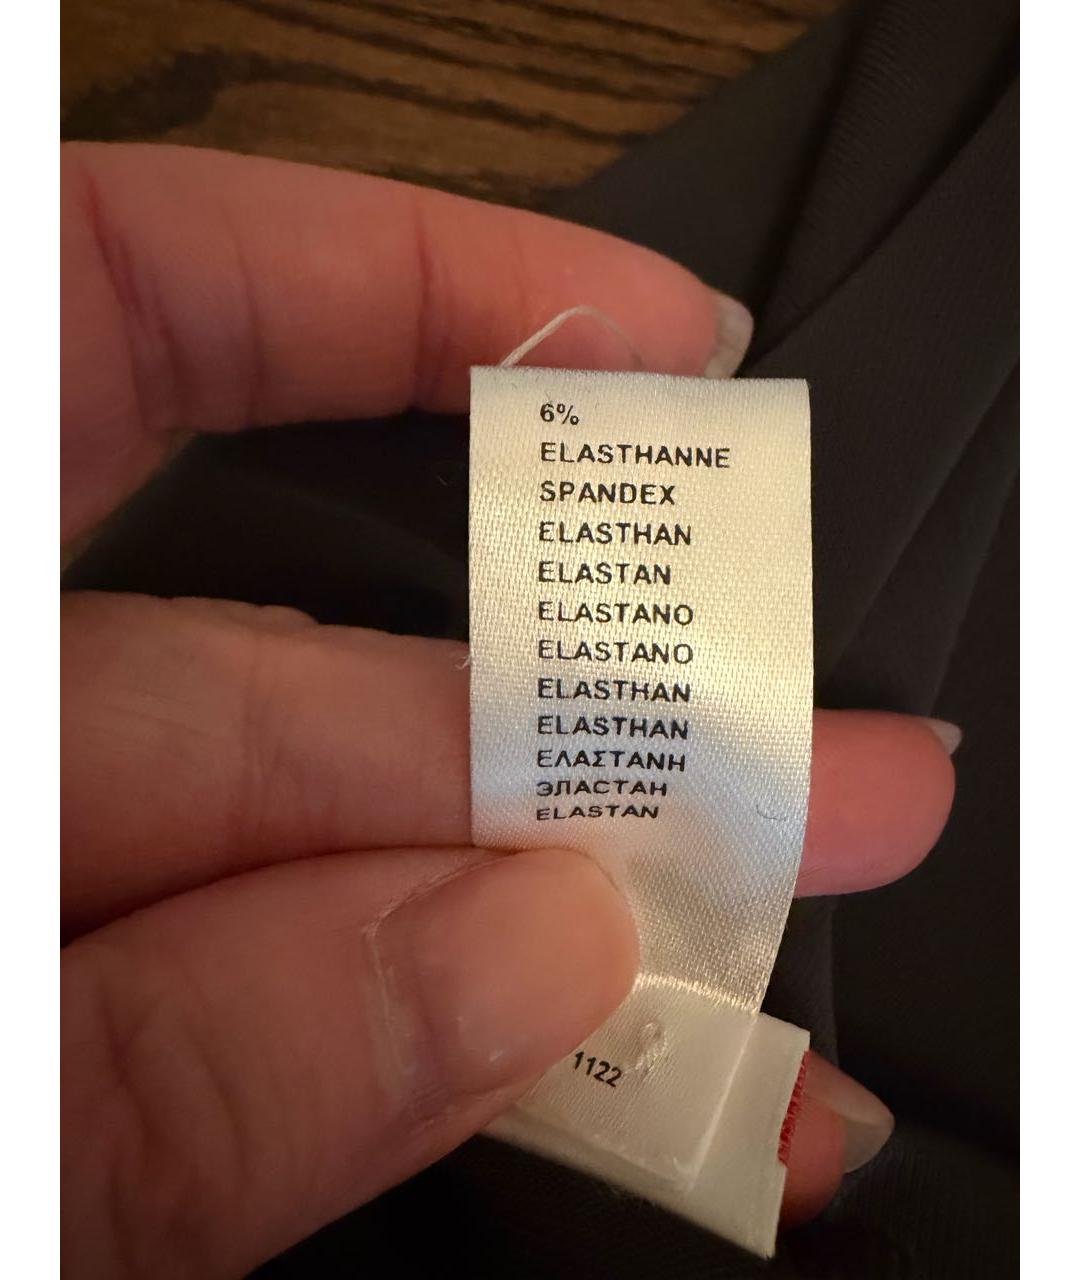 6%
ELASTHANNE
SPANDEX
ELASTHAN
ELASTAN
ELASTANO
ELASTANO
ELASTHAN
ELASTHAN
ΕΛΑΣΤΑΝΗ
ЭЛАСТАН
ELASTAN
1122